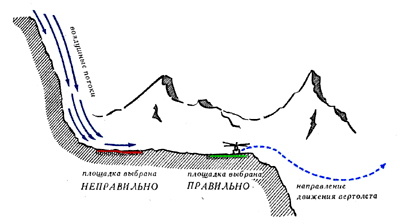 воздушные потоки
площадка выбрана
НЕПРАВИЛЬНО
площадка выбрана
ПРАВИЛЬНО
направление
движения вертолета